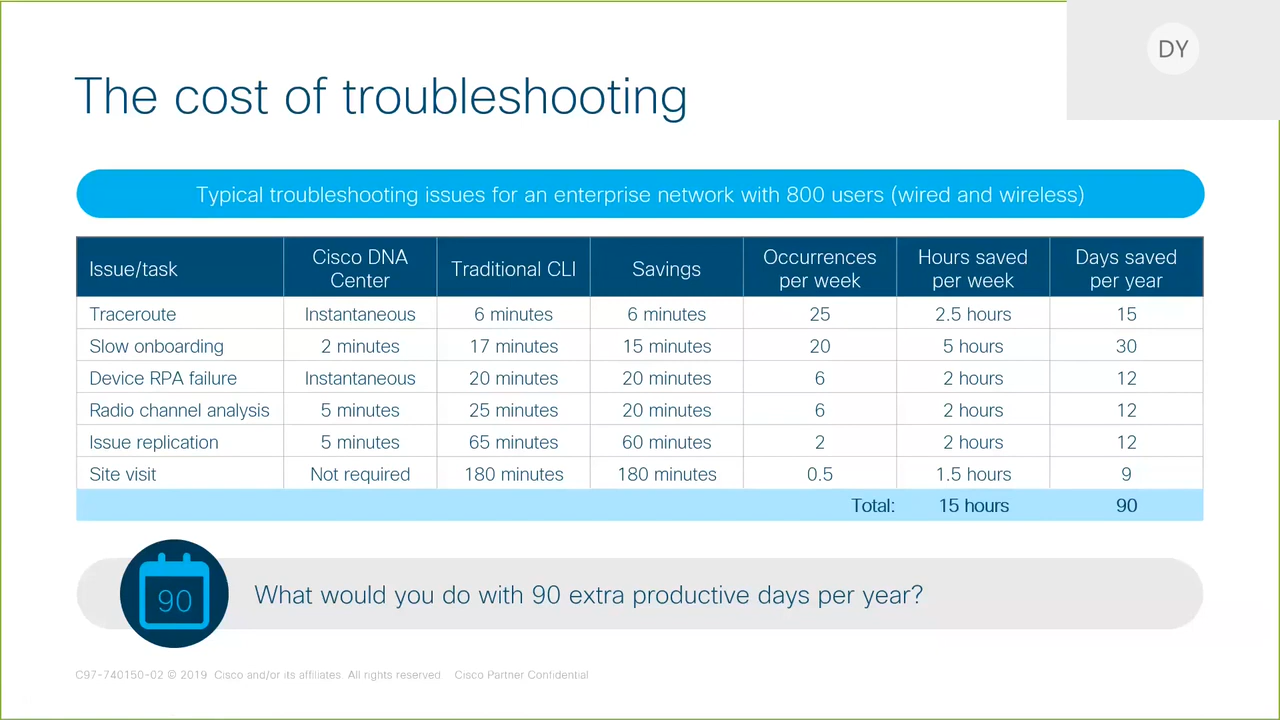 DY
The cost of troubleshooting
Typical troubleshooting issues for an enterprise network with 800 users (wired and wireless)
Issue/task Cisco DNA Center Traditional CLI Savings Occurrences per week Hours saved per week Days saved per year
Traceroute Instantaneous 6 minutes 6 minutes 25 2.5 hours 15
Slow onboarding 2 minutes 17 minutes 15 minutes 20 5 hours 30
Device RPA failure Instantaneous 20 minutes 20 minutes 6 2 hours 12
Radio channel analysis 5 minutes 25 minutes 20 minutes 6 2 hours 12
Issue replication 5 minutes 65 minutes 60 minutes 2 2 hours 12
Site visit Not required 180 minutes 180 minutes 0.5 1.5 hours 9
Total: 15 hours 90
90 What would you do with 90 extra productive days per year?
C97-740150-02 © 2019 Cisco and/or its affiliates. All rights reserved Cisco Partner Confidential